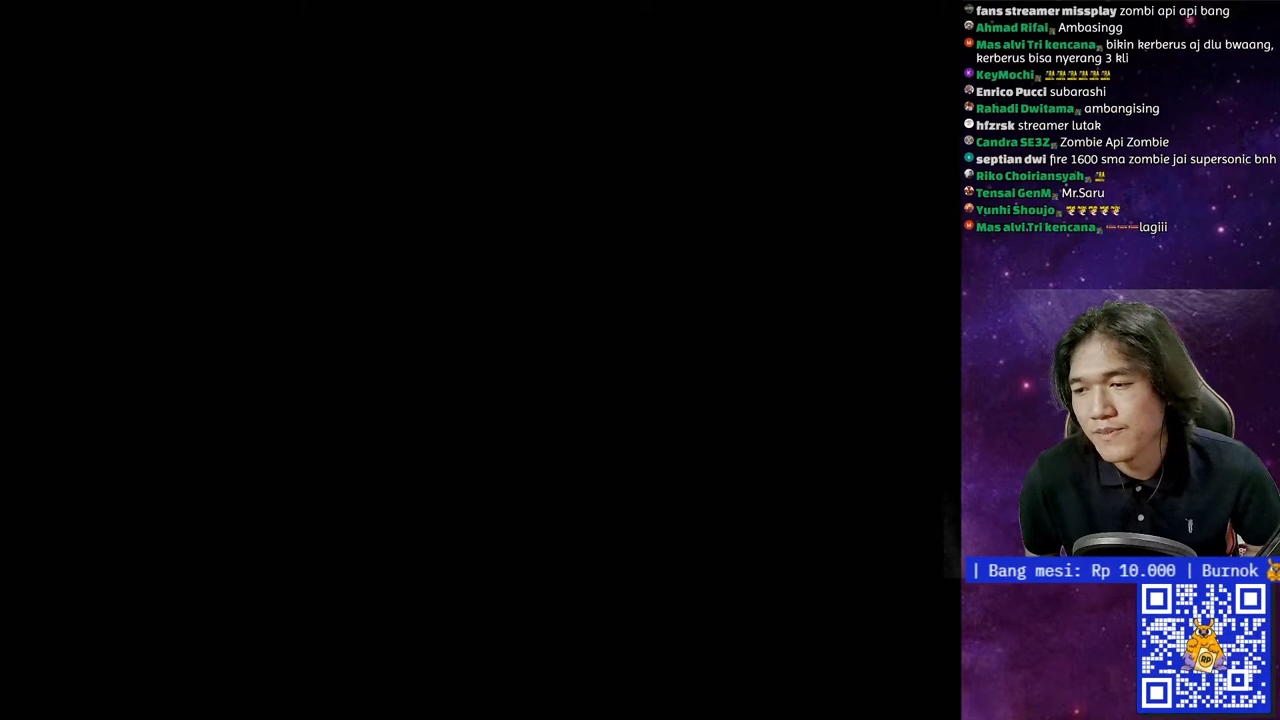 fans streamer missplay zombi api api bang
Ahmad Rifai Ambasingg
Mas alvi Tri kencana bikin kerberus aj dlu bwaang,
kerberus bisa nyerang 3 kli
KeyMochi
Enrico Pucci subarashi
Rahadi Dwitama ambangising
hfzrsk streamer lutak
Candra SE3Z Zombie Api Zombie
septian dwi fire 1600 sma zombie jai supersonic bnh
Riko Choiriansyah
Tensai GenM Mr.Saru
Yunhi Shoujo
Mas alvi Tri kencana lagiii
| Bang mesi: Rp 10.000 | Burnok
RP